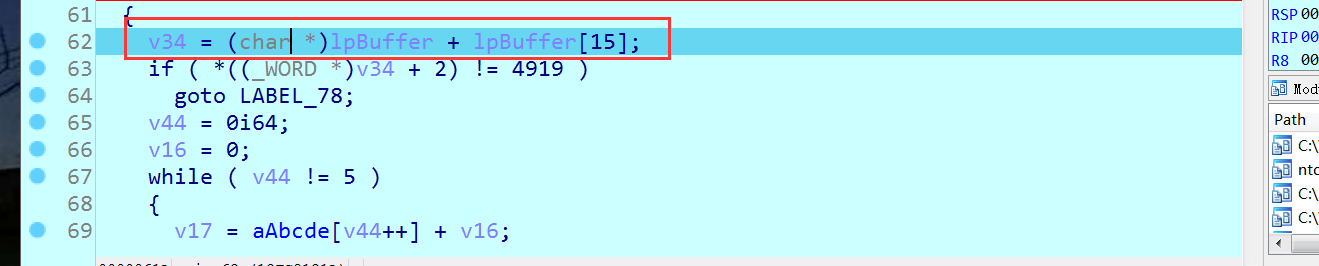 61 {
62 v34 = (char *)lpBuffer + lpBuffer[15];
63 if ( *((_WORD *)v34 + 2) != 4919 )
64 goto LABEL_78;
65 v44 = 0i64;
66 v16 = 0;
67 while ( v44 != 5 )
68 {
69 v17 = aAbcde[v44++] + v16;
RSP 00
RIP 00
R8 00
Mod
Path
C:\
ntc
C:\
C:\